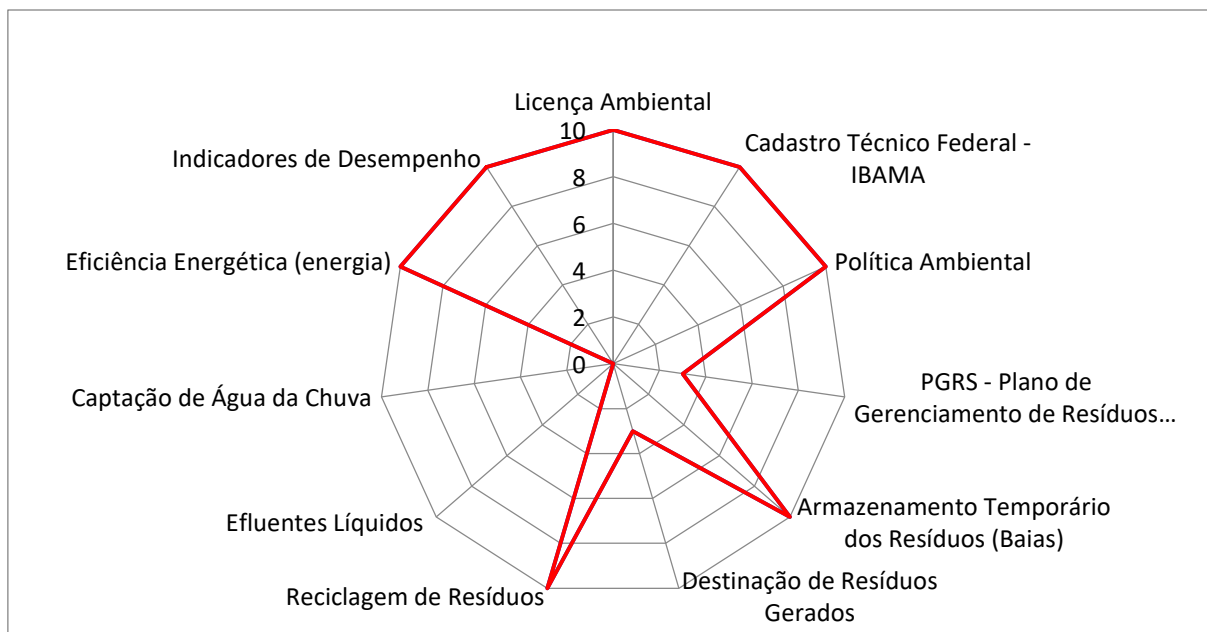 Licença Ambiental
Cadastro Técnico Federal -
IBAMA
Política Ambiental
PGRS - Plano de
Gerenciamento de Resíduos...
Armazenamento Temporário
dos Resíduos (Baias)
Destinação de Resíduos
Gerados
Reciclagem de Resíduos
Efluentes Líquidos
Captação de Água da Chuva
Eficiência Energética (energia)
Indicadores de Desempenho
10
8
6
4
2
0